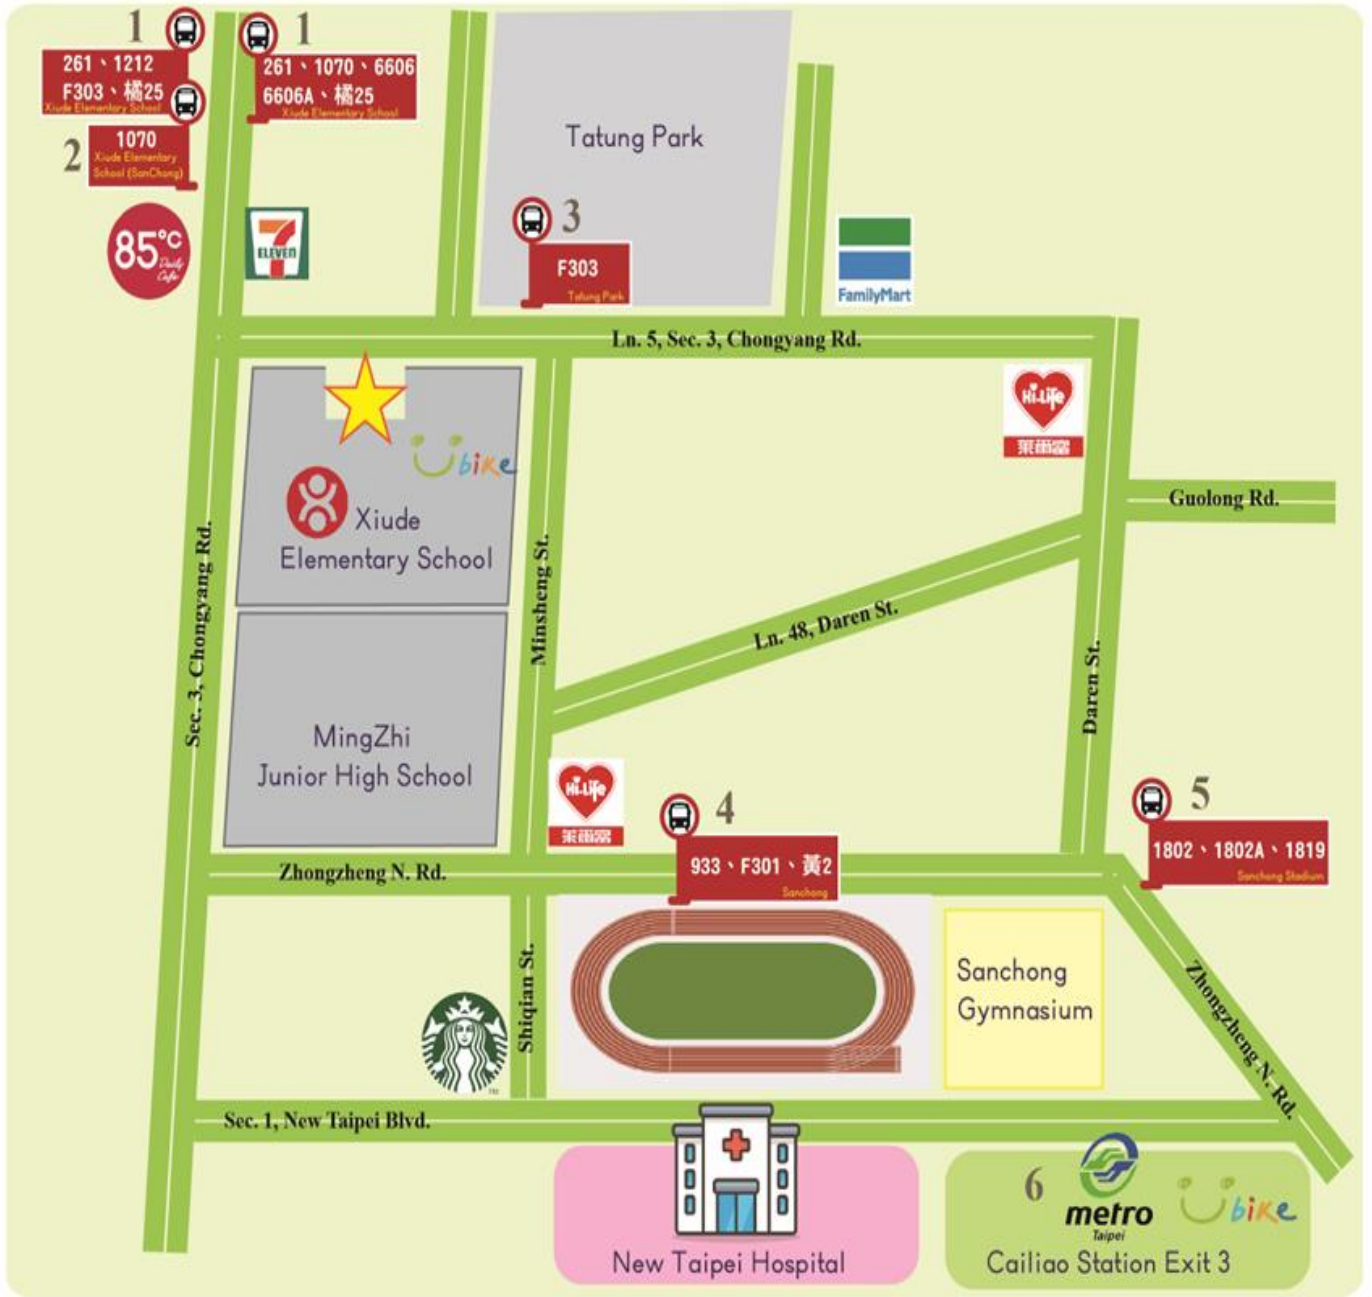 1
261、1212
F303、橘25
Xiude Elementary School
1
261、1070、6606
6606A、橘25
Xiude Elementary School
2
1070
Xiude Elementary
School (SanChong)
Tatung Park
3
F303
Tatung Park
85°C
Daily
Cafe
7
ELEVEN
FamilyMart
Ln. 5, Sec. 3, Chongyang Rd.
Hi-Life
萊爾富
Ubike
Xiude
Elementary School
Guolong Rd.
Sec. 3, Chongyang Rd.
Minsheng St.
Ln. 48, Daren St.
Daren St.
MingZhi
Junior High School
Hi-Life
萊爾富
4
933、F301、黃2
Sanchong
5
1802、1802A、1819
Sanchong Stadium
Zhongzheng N. Rd.
Shiqian St.
Sanchong
Gymnasium
Zhongzheng N. Rd.
TM
Sec. 1, New Taipei Blvd.
New Taipei Hospital
6
metro
Taipei
Ubike
Cailiao Station Exit 3